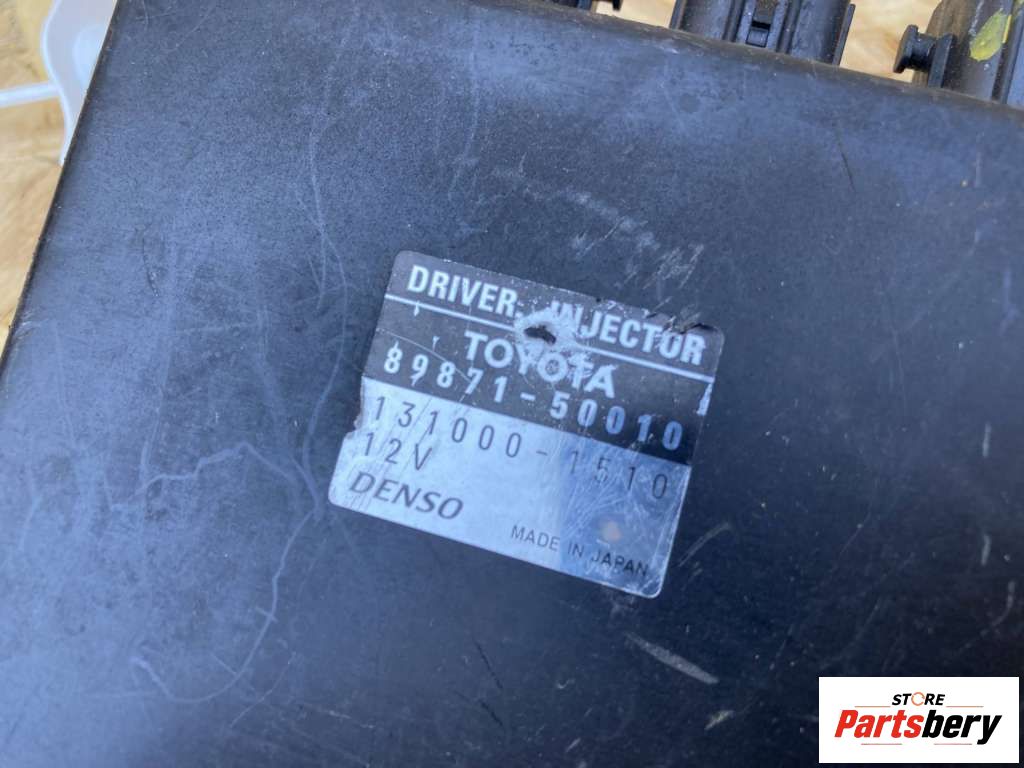 DRIVER, INJECTOR
TOYOTA
89871-50010
131000-1510
12V
DENSO
MADE IN JAPAN
STORE
Partsbery